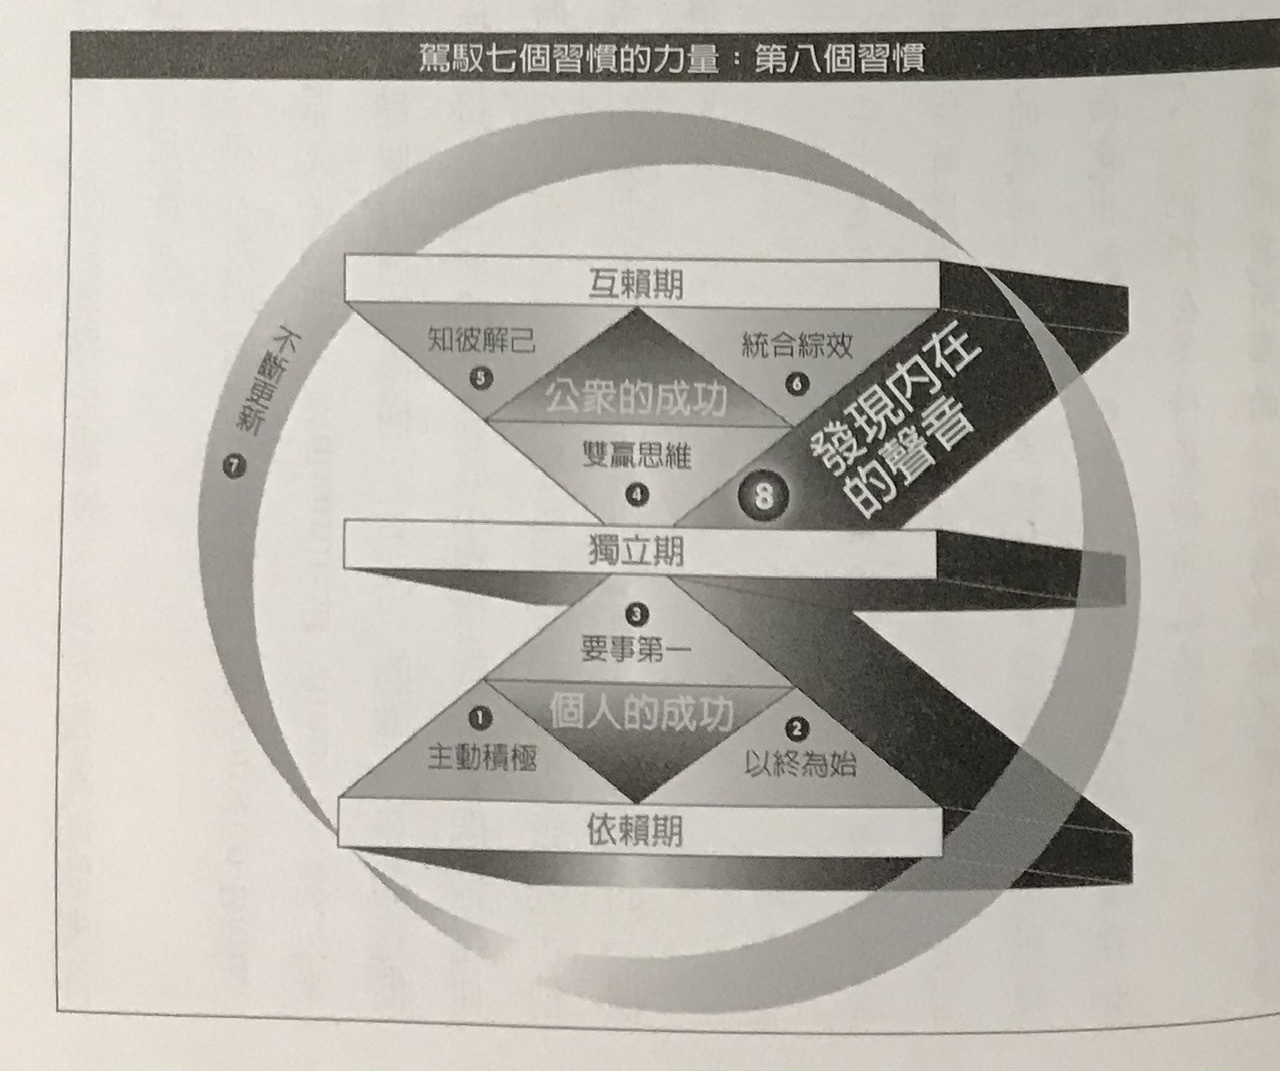 駕馭七個習慣的力量：第八個習慣
互賴期
知彼解己
5
統合綜效
6
公眾的成功
雙贏思維
4
發現內在
的聲音
8
不斷更新
7
獨立期
3
要事第一
個人的成功
1
主動積極
2
以終為始
依賴期